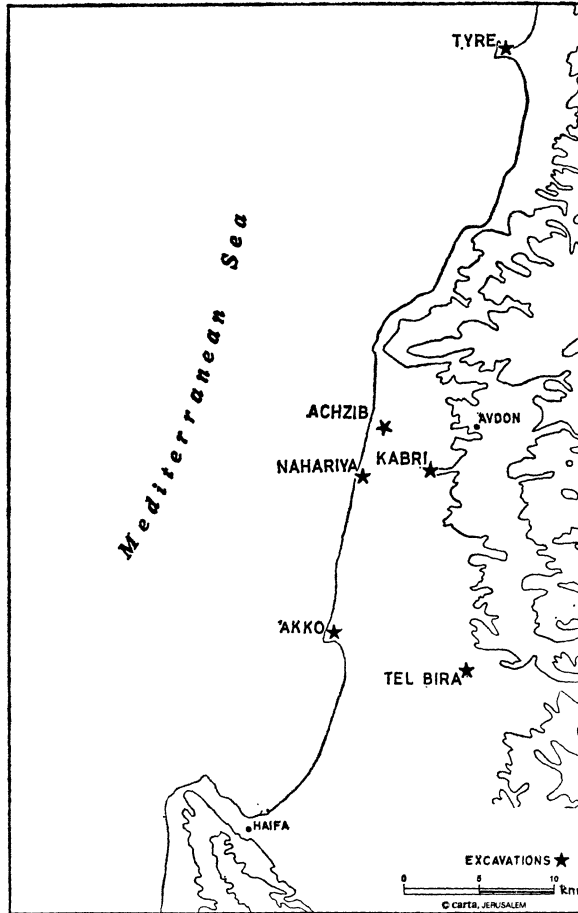 TYRE
Mediterranean Sea
ACHZIB
AVDON
NAHARIYA
KABRI
'AKKO
TEL BIRA
HAIFA
EXCAVATIONS
0 5 10 Km
© carta, JERUSALEM